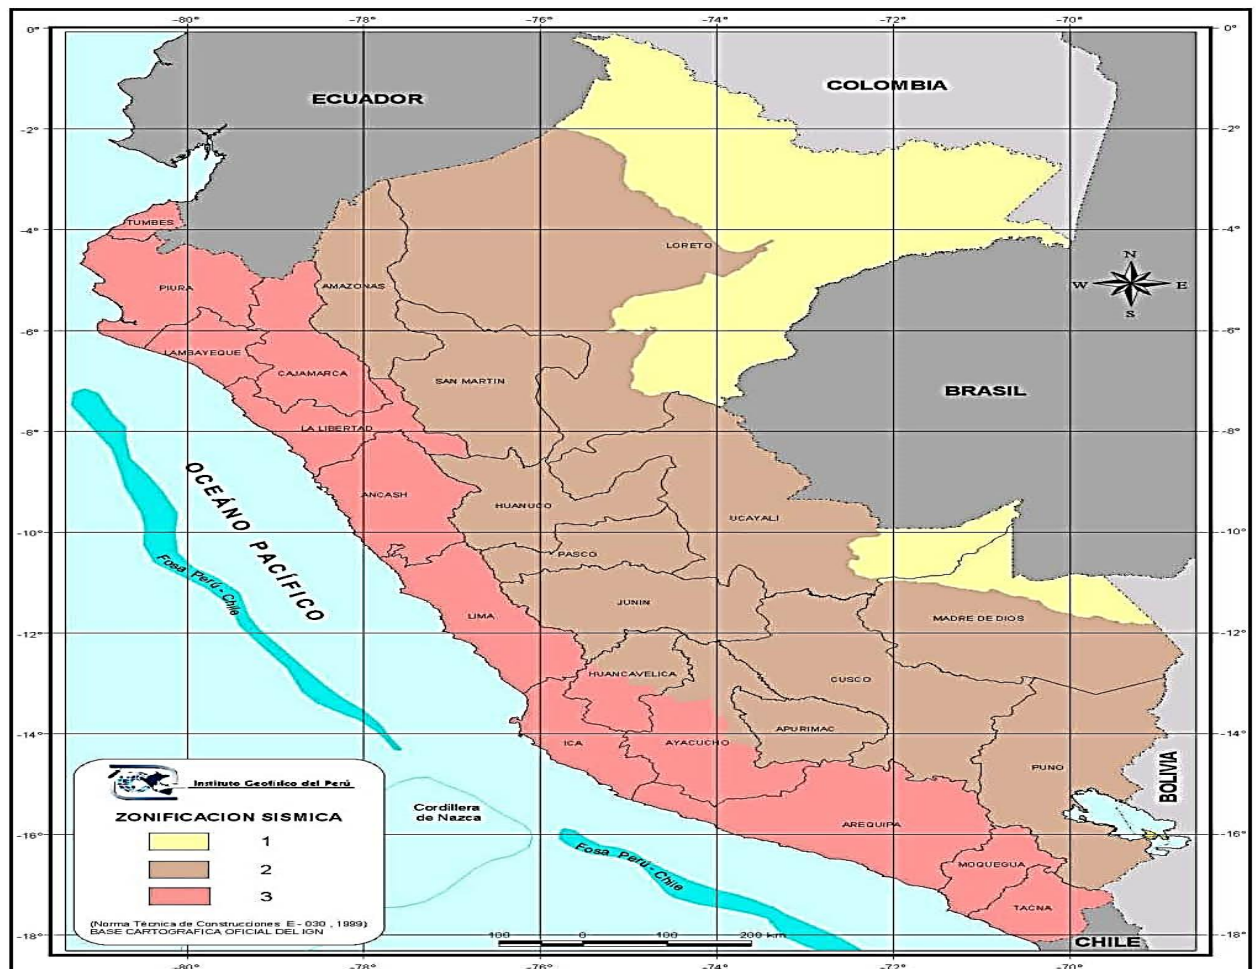 -80°
-78°
-76°
-74°
-72°
-70°
0°
0°
ECUADOR
COLOMBIA
-2°
-2°
TUMBES
-4°
-4°
LORETO
N
W
E
S
PIURA
AMAZONAS
-6°
-6°
LAMBAYEQUE
CAJAMARCA
SAN MARTIN
BRASIL
LA LIBERTAD
-8°
-8°
ANCASH
HUANUCO
UCAYALI
OCEÁNO PACÍFICO
-10°
-10°
PASCO
Fosa Perú-Chile
JUNIN
LIMA
MADRE DE DIOS
-12°
-12°
HUANCAVELICA
CUSCO
APURIMAC
-14°
-14°
ICA
AYACUCHO
PUNO
BOLIVIA
Instituto Geofísico del Perú
ZONIFICACION SISMICA
1
2
3
(Norma Tècnica de Construcciones E - 030 , 1999)
BASE CARTOGRAFICA OFICIAL DEL IGN
Cordillera
de Nazca
AREQUIPA
-16°
-16°
Fosa Perú-Chile
MOQUEGUA
TACNA
-18°
-18°
100 0 100 200 km
CHILE
-80°
-78°
-76°
-74°
-72°
-70°